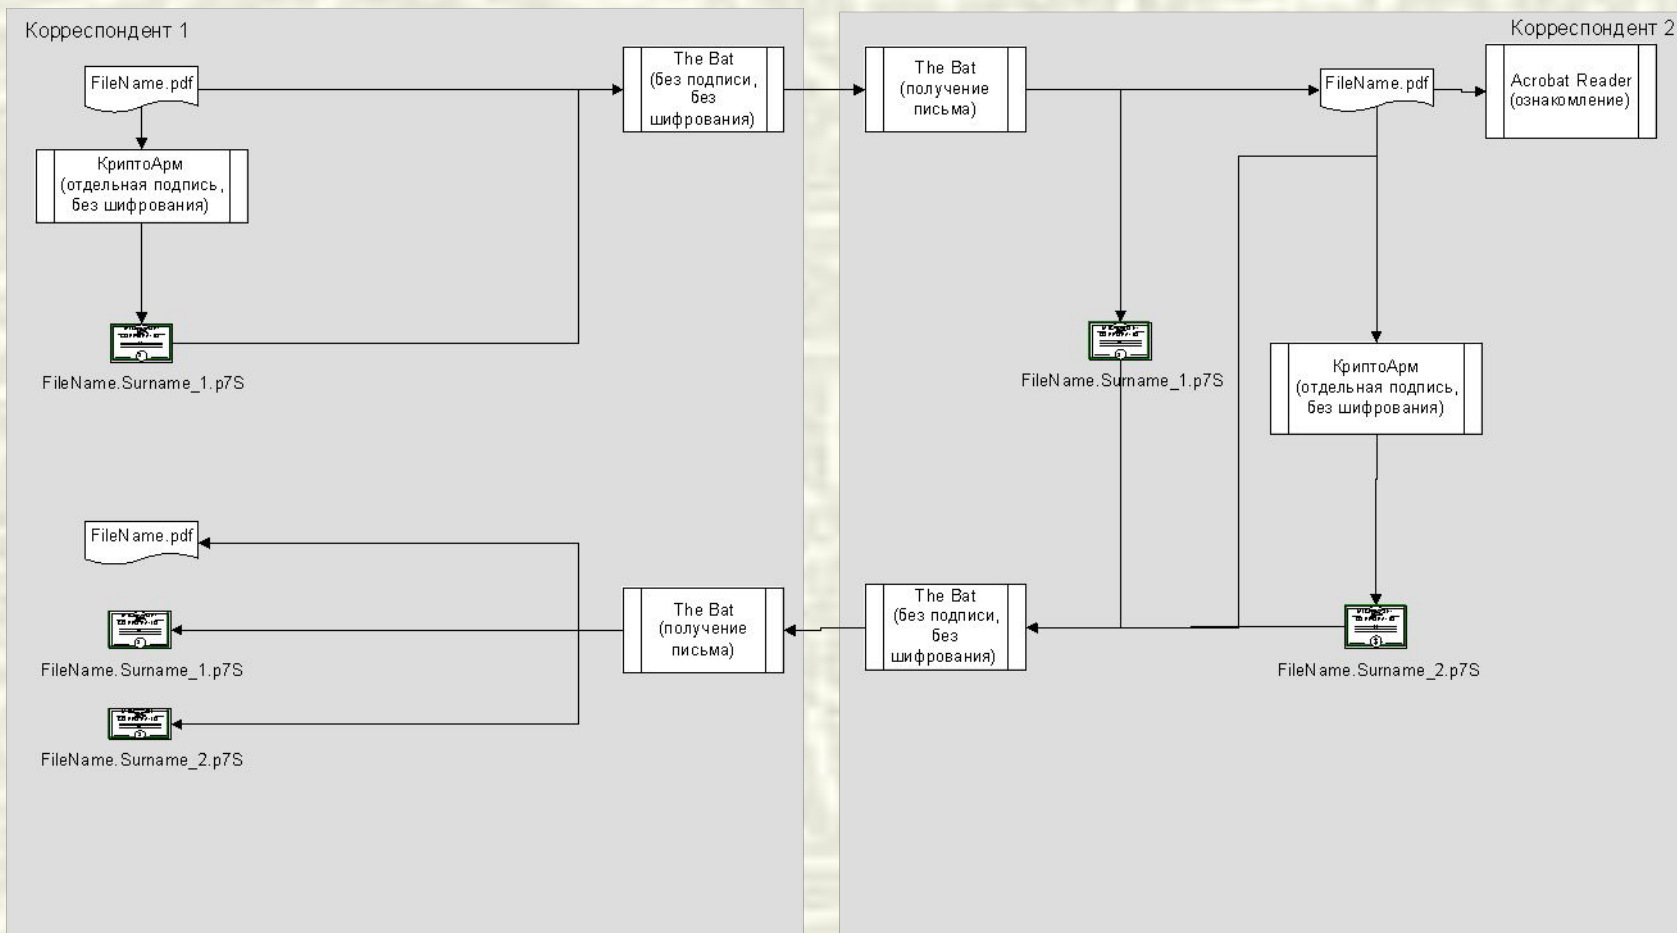 Корреспондент 1
FileName.pdf
The Bat
(без подписи,
без
шифрования)
КриптоАрм
(отдельная подпись,
без шифрования)
FileName.Surname_1.p7S
FileName.pdf
FileName.Surname_1.p7S
FileName.Surname_2.p7S
The Bat
(получение
письма)
Корреспондент 2
The Bat
(получение
письма)
FileName.pdf
Acrobat Reader
(ознакомление)
FileName.Surname_1.p7S
КриптоАрм
(отдельная подпись,
без шифрования)
The Bat
(без подписи,
без
шифрования)
FileName.Surname_2.p7S